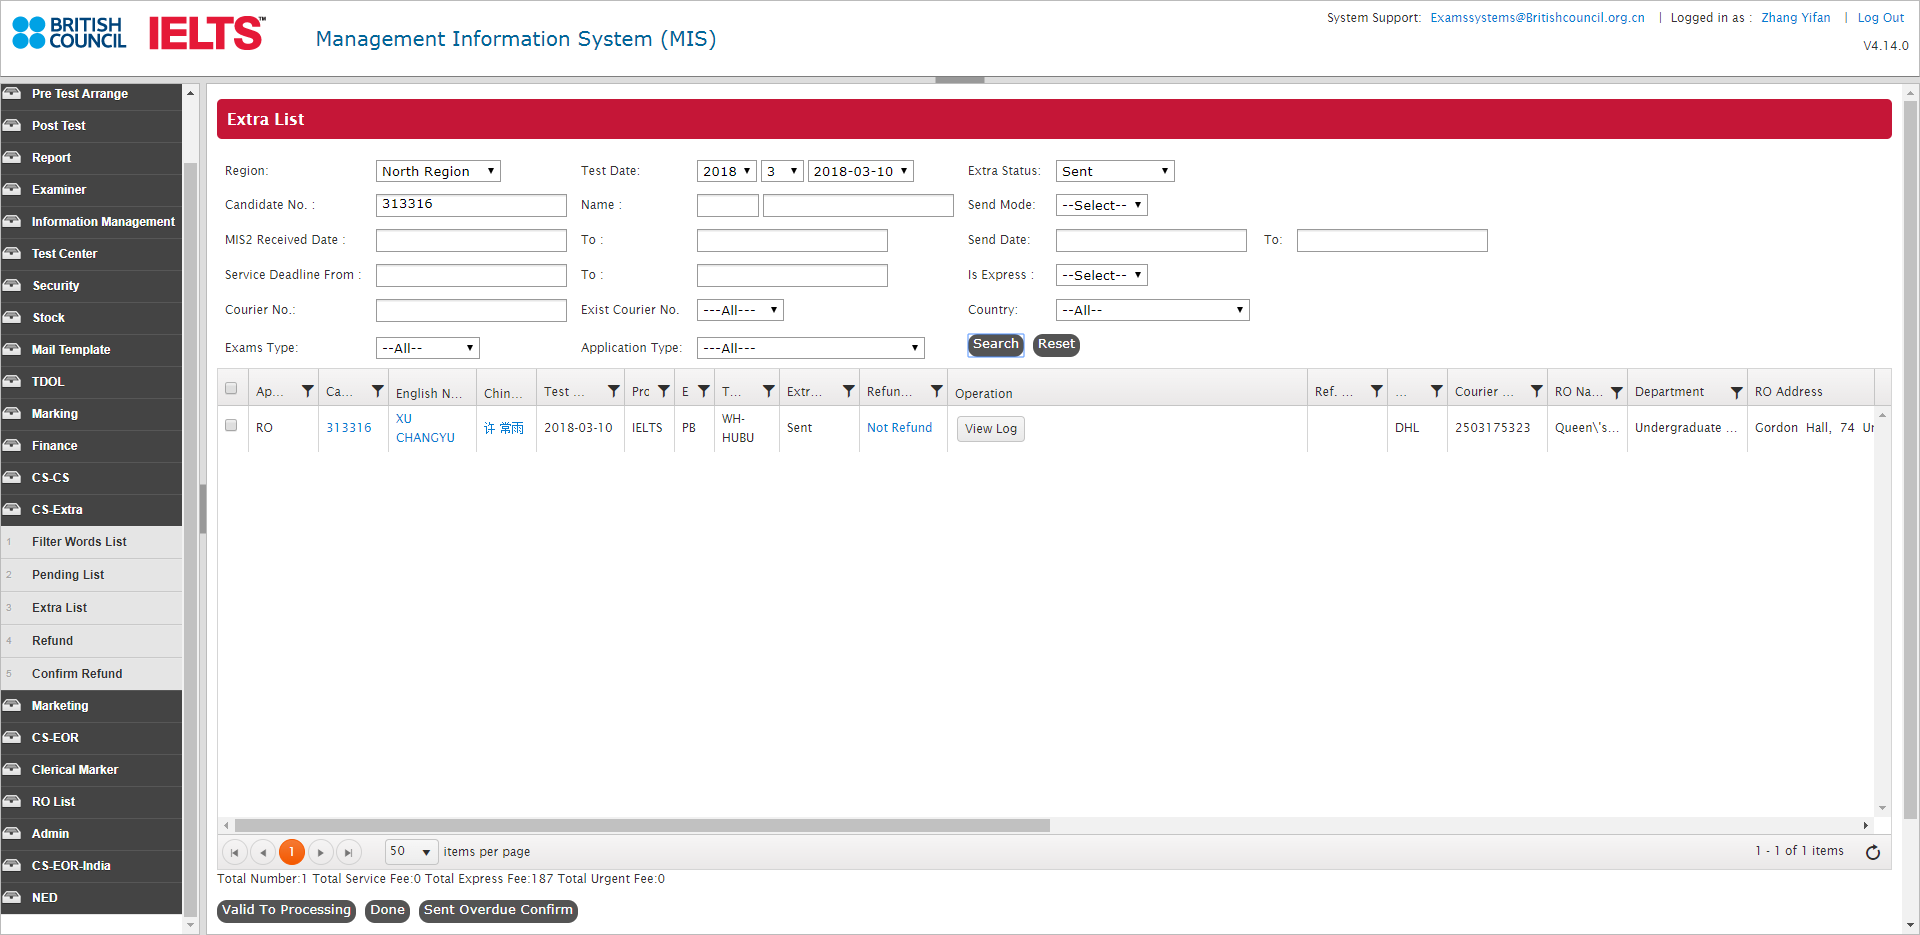 BRITISH COUNCIL IELTS™ Management Information System (MIS)
System Support: Examssystems@Britishcouncil.org.cn | Logged in as : Zhang Yifan | Log Out
V4.14.0
Pre Test Arrange
Post Test
Report
Examiner
Information Management
Test Center
Security
Stock
Mail Template
TDOL
Marking
Finance
CS-CS
CS-Extra
1 Filter Words List
2 Pending List
3 Extra List
4 Refund
5 Confirm Refund
Marketing
CS-EOR
Clerical Marker
RO List
Admin
CS-EOR-India
NED
Extra List
Region: North Region Test Date: 2018 3 2018-03-10 Extra Status: Sent
Candidate No. : 313316 Name : Send Mode: --Select--
MIS2 Received Date : To : Send Date: To:
Service Deadline From : To : Is Express : --Select--
Courier No.: Exist Courier No. ---All--- Country: --All--
Exams Type: --All-- Application Type: ---All--- Search Reset
Ap... Ca... English N... Chin... Test ... Pro E T... Extr... Refun... Operation Ref. ... ... Courier ... RO Na... Department RO Address
RO 313316 XU CHANGYU 许 常雨 2018-03-10 IELTS PB WH-HUBU Sent Not Refund View Log DHL 2503175323 Queen\'s... Undergraduate ... Gordon Hall, 74 Un
1 50 items per page 1 - 1 of 1 items
Total Number:1 Total Service Fee:0 Total Express Fee:187 Total Urgent Fee:0
Valid To Processing Done Sent Overdue Confirm